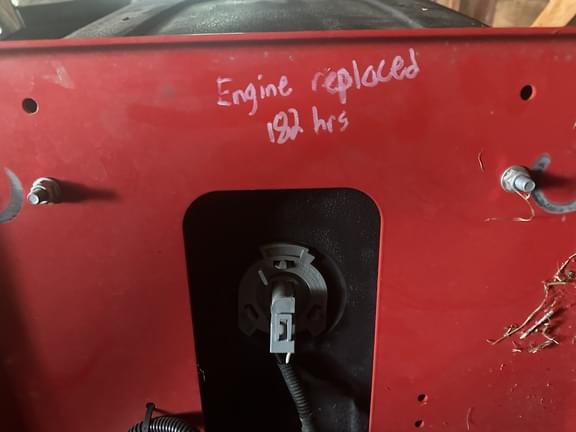 Engine replaced
182 hrs